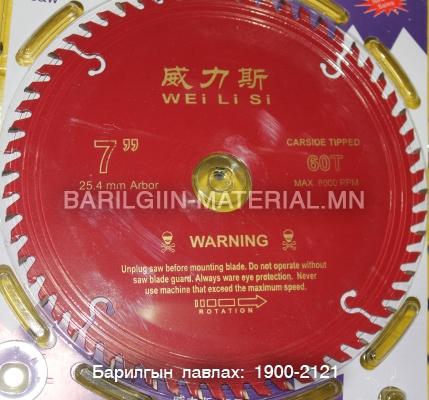 威力斯
WEi Li Si
7"
25.4 mm Arbor
CARSIDE TIPPED
60T
MAX. 8000 RPM
BARILGIIN-MATERIAL.MN
WARNING
Unplug saw before mounting blade. Do not operate without
saw blade guard. Always ware eye protection. Never
use machine that exceed the maximum speed.
ROTATION
Барилгын лавлах: 1900-2121